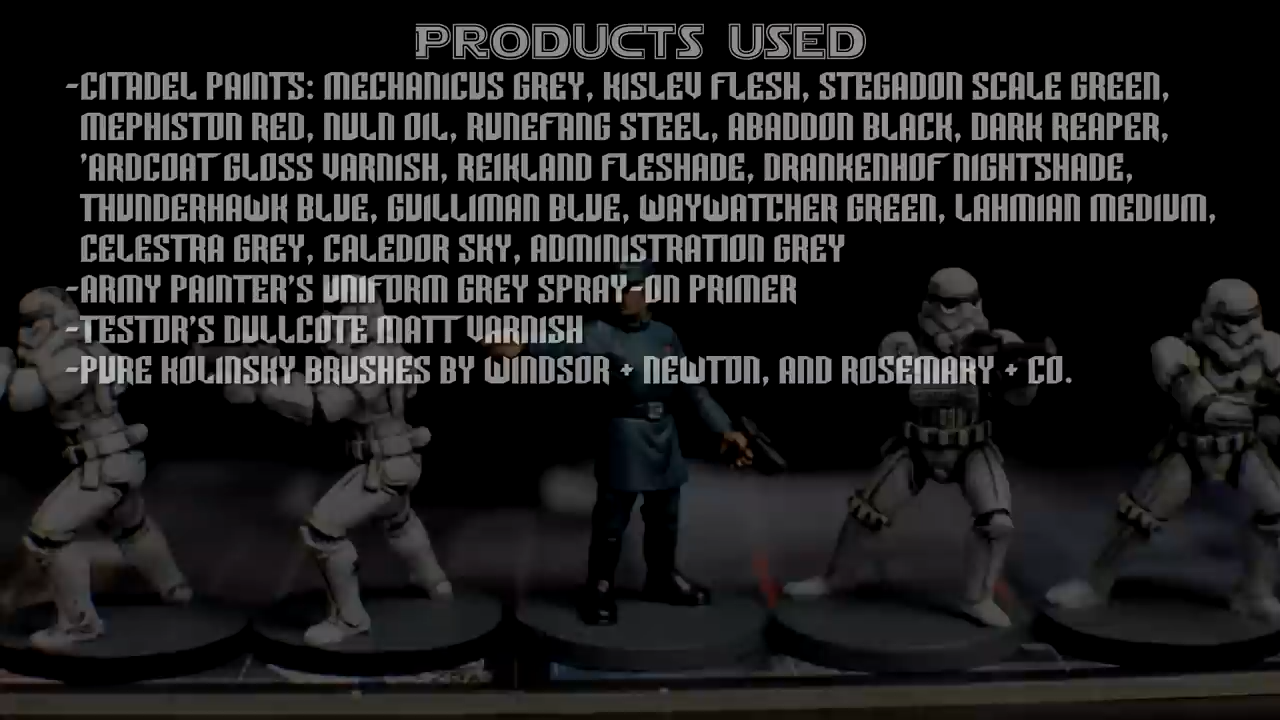 PRODUCTS USED
-CITADEL PAINTS: MECHANICUS GREY, KISLEV FLESH, STEGADON SCALE GREEN,
MEPHISTON RED, NULN OIL, RUNEFANG STEEL, ABADDON BLACK, DARK REAPER,
'ARDCOAT GLOSS VARNISH, REIKLAND FLESHADE, DRANKENHOF NIGHTSHADE,
THUNDERHAWK BLUE, GUILLIMAN BLUE, WAYWATCHER GREEN, LAHMIAN MEDIUM,
CELESTRA GREY, CALEDOR SKY, ADMINISTRATION GREY
-ARMY PAINTER'S UNIFORM GREY SPRAY-ON PRIMER
-TESTOR'S DULLCOTE MATT VARNISH
-PURE KOLINSKY BRUSHES BY WINDSOR + NEWTON, AND ROSEMARY + CO.